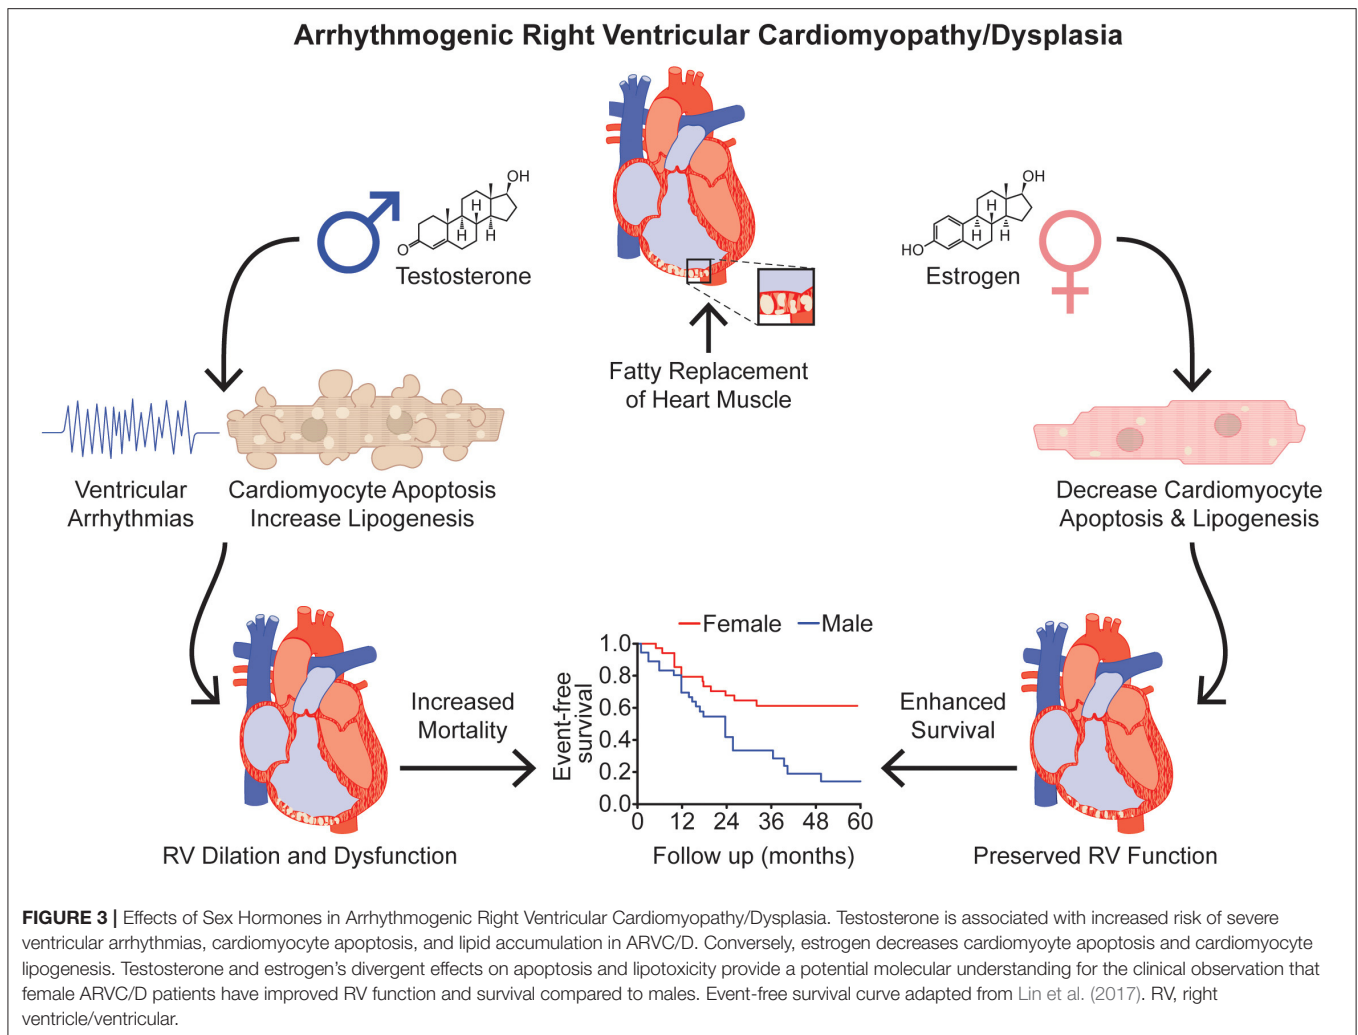 Arrhythmogenic Right Ventricular Cardiomyopathy/Dysplasia
OH
H
H
H
O
Testosterone
OH
H
H
H
HO
Estrogen
Fatty Replacement
of Heart Muscle
Ventricular
Arrhythmias
Cardiomyocyte Apoptosis
Increase Lipogenesis
Decrease Cardiomyocyte
Apoptosis & Lipogenesis
RV Dilation and Dysfunction
Increased
Mortality
Female
Male
Event-free
survival
1.0
0.8
0.6
0.4
0.2
0.0
0 12 24 36 48 60
Follow up (months)
Enhanced
Survival
Preserved RV Function
FIGURE 3 | Effects of Sex Hormones in Arrhythmogenic Right Ventricular Cardiomyopathy/Dysplasia. Testosterone is associated with increased risk of severe
ventricular arrhythmias, cardiomyocyte apoptosis, and lipid accumulation in ARVC/D. Conversely, estrogen decreases cardiomyoyte apoptosis and cardiomyocyte
lipogenesis. Testosterone and estrogen's divergent effects on apoptosis and lipotoxicity provide a potential molecular understanding for the clinical observation that
female ARVC/D patients have improved RV function and survival compared to males. Event-free survival curve adapted from Lin et al. (2017). RV, right
ventricle/ventricular.